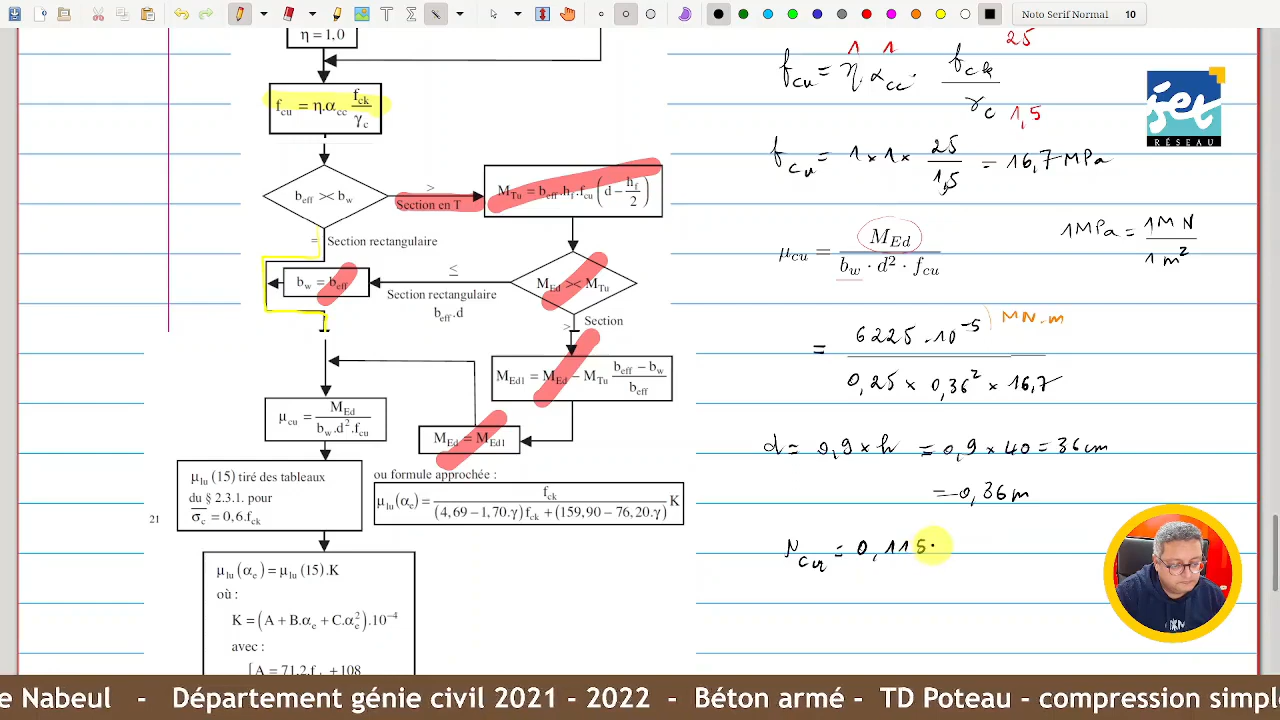 Noto Serif Normal 10
η = 1,0
f_cu = η.α_cc f_ck / γ_c
b_eff >< b_w
>
Section en T
M_Tu = b_eff . h_f . f_cu (d − h_f / 2)
= Section rectangulaire
b_w = b_eff
≤
Section rectangulaire
b_eff.d
M_Ed >< M_Tu
> Section
M_Ed1 = M_Ed − M_Tu (b_eff − b_w) / b_eff
μ_cu = M_Ed / (b_w.d².f_cu)
M_Ed = M_Ed1
μ_lu (15) tiré des tableaux
du § 2.3.1. pour
σ_c = 0,6.f_ck
ou formule approchée :
μ_lu(α_e) = f_ck / ((4,69−1,70.γ)f_ck + (159,90−76,20.γ)) K
21
μ_lu(α_e) = μ_lu(15).K
où :
K = (A + B.α_e + C.α_e²).10⁻⁴
avec :
1 1 25
f_cu = η α_cc . f_ck / γ_c
1,5
f_cu = 1 × 1 × 25 / 1,5 = 16,7 MPa
μ_cu = M_Ed / (b_w · d² · f_cu)
1 MPa = 1 MN / 1 m²
= 6225 . 10⁻⁵ / (0,25 × 0,36² × 16,7)
MN.m
d = 0,9 × h = 0,9 × 40 = 36 cm
= 0,36 m
μ_cu = 0,115
iset
RÉSEAU
e Nabeul - Département génie civil 2021 - 2022 - Béton armé - TD Poteau - compression simpl